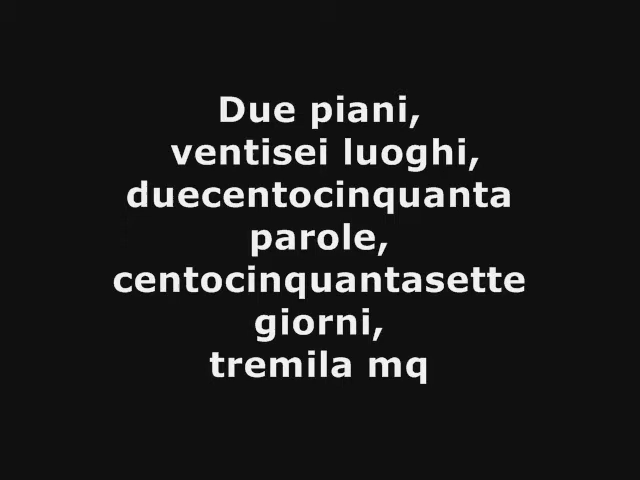 Due piani,
ventisei luoghi,
duecentocinquanta
parole,
centocinquantasette
giorni,
tremila mq